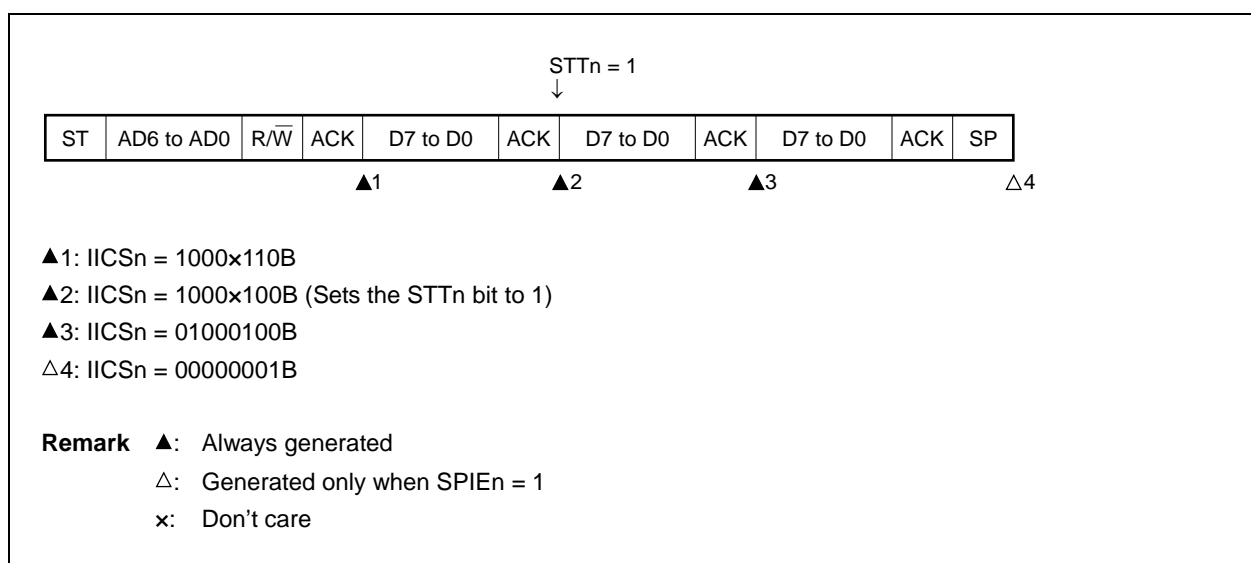 STTn = 1
↓
ST AD6 to AD0 R/W̅ ACK D7 to D0 ACK D7 to D0 ACK D7 to D0 ACK SP
▲1 ▲2 ▲3 △4
▲1: IICSn = 1000×110B
▲2: IICSn = 1000×100B (Sets the STTn bit to 1)
▲3: IICSn = 01000100B
△4: IICSn = 00000001B
Remark ▲: Always generated
△: Generated only when SPIEn = 1
×: Don't care